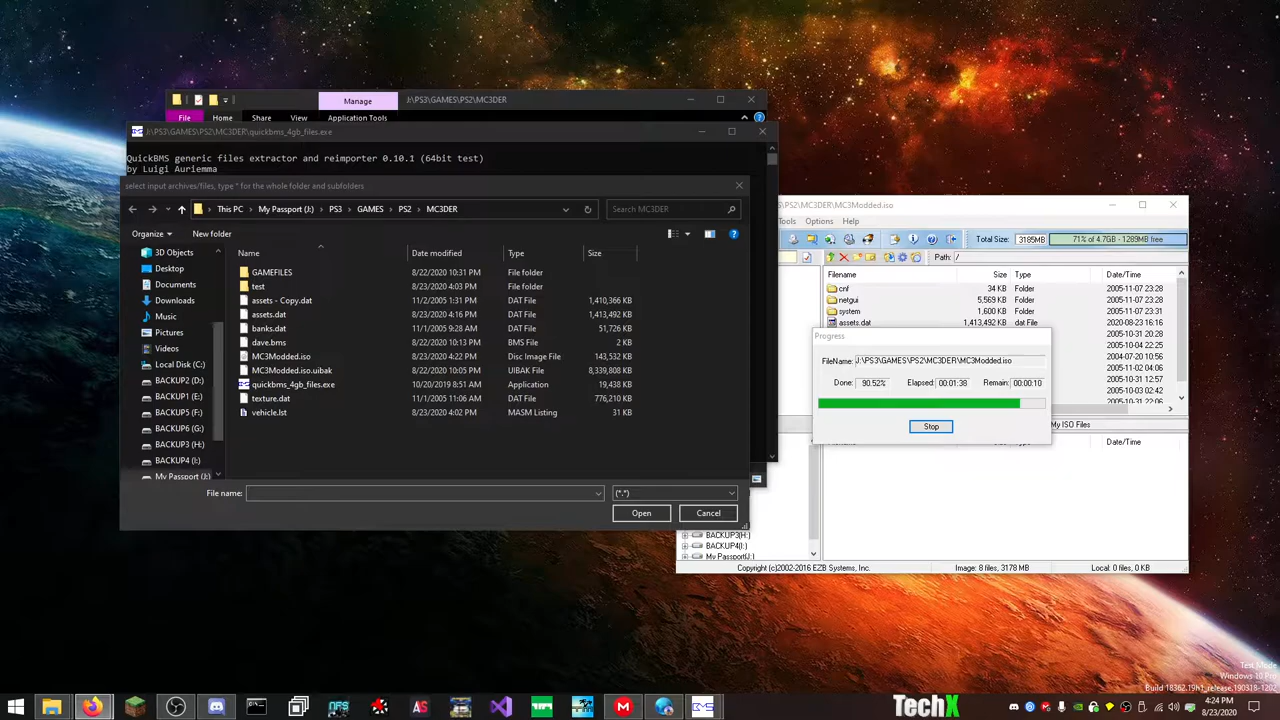 Manage
J:\PS3\GAMES\PS2\MC3DER
File
Home
Share
View
Application Tools
J:\PS3\GAMES\PS2\MC3DER\quickbms_4gb_files.exe
QuickBMS generic files extractor and reimporter 0.10.1 (64bit test)
by Luigi Auriemma
select input archives/files, type * for the whole folder and subfolders
This PC
My Passport (J:)
PS3
GAMES
PS2
MC3DER
Search MC3DER
Organize
New folder
3D Objects
Desktop
Documents
Downloads
Music
Pictures
Videos
Local Disk (C:)
BACKUP2 (D:)
BACKUP1 (E:)
BACKUP5 (F:)
BACKUP6 (G:)
BACKUP3 (H:)
BACKUP4 (I:)
My Passport (J:)
Name Date modified Type Size
GAMEFILES 8/22/2020 10:31 PM File folder
test 8/23/2020 4:03 PM File folder
assets - Copy.dat 11/2/2005 1:31 PM DAT File 1,410,366 KB
assets.dat 8/23/2020 4:16 PM DAT File 1,413,492 KB
banks.dat 11/1/2005 9:28 AM DAT File 51,726 KB
dave.bms 8/22/2020 10:13 PM BMS File 2 KB
MC3Modded.iso 8/23/2020 4:22 PM Disc Image File 143,532 KB
MC3Modded.iso.uibak 8/22/2020 10:05 PM UIBAK File 8,339,808 KB
quickbms_4gb_files.exe 10/20/2019 8:51 AM Application 19,438 KB
texture.dat 11/1/2005 11:06 AM DAT File 776,210 KB
vehicle.lst 8/23/2020 4:02 PM MASM Listing 31 KB
File name:
(*.*)
Open
Cancel
PS2\MC3DER\MC3Modded.iso
Tools Options Help
Total Size: 3185MB 71% of 4.7GB - 1289MB free
Path: /
Filename Size Type Date/Time
cnf 34 KB Folder 2005-11-07 23:28
netgui 5,569 KB Folder 2005-11-07 23:28
system 1,600 KB Folder 2005-11-07 23:28
assets.dat 1,413,492 KB dat File 2020-08-23 16:16
2005-10-31 20:28
2004-07-20 10:56
2005-11-02 04:06
2005-10-31 12:57
2005-10-03 02:42
2005-10-31 22:06
Progress
FileName: J:\PS3\GAMES\PS2\MC3DER\MC3Modded.iso
Done: 90.52% Elapsed: 00:01:38 Remain: 00:00:10
Stop
My ISO Files
Date/Time
BACKUP3(H:)
BACKUP4(I:)
My Passport(J:)
Copyright (c)2002-2016 EZB Systems, Inc.
Image: 8 files, 3178 MB
Local: 0 files, 0 KB
Test Mode
Windows 10 Pro
Build 18362.19h1_release.190318-1202
NFS
AS
TechX
4:24 PM
8/23/2020